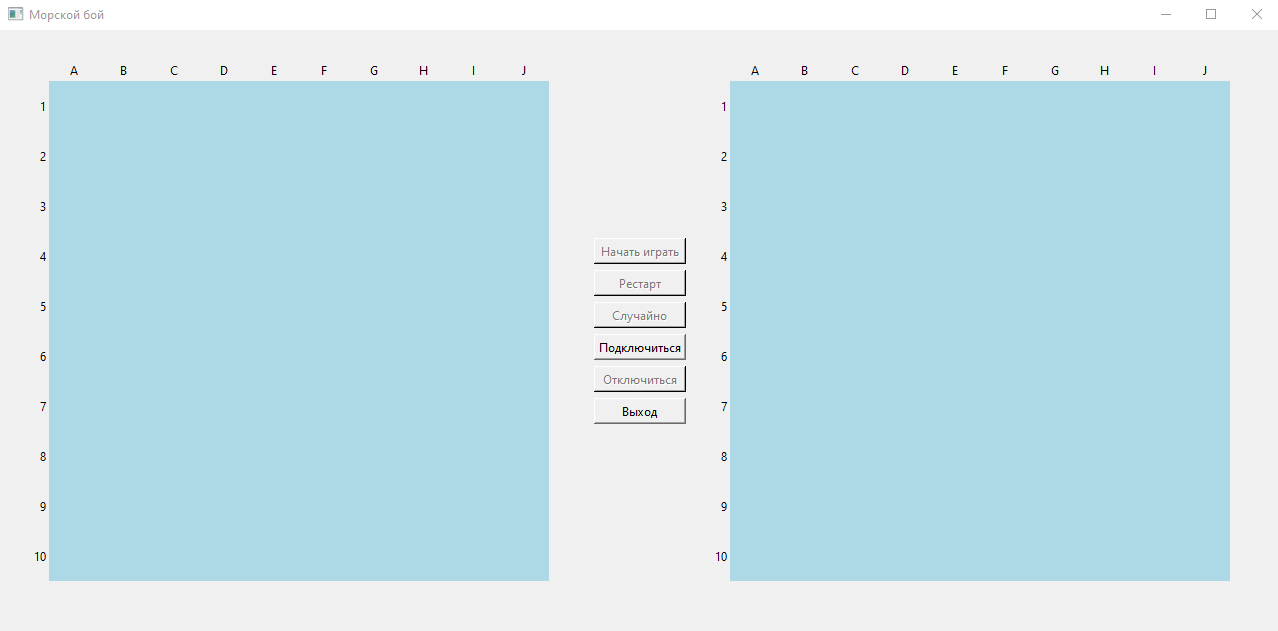 Морской бой
A B C D E F G H I J
A B C D E F G H I J
1
2
3
4
5
6
7
8
9
10
Начать играть
Рестарт
Случайно
Подключиться
Отключиться
Выход
1
2
3
4
5
6
7
8
9
10